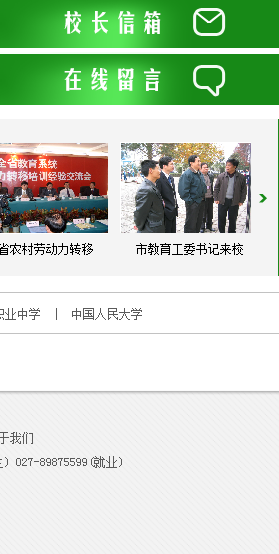 校长信箱
在线留言
全省教育系统
力转移培训经验交流会
省农村劳动力转移
市教育工委书记来校
职业中学 | 中国人民大学
于我们
）027-89875599(就业)